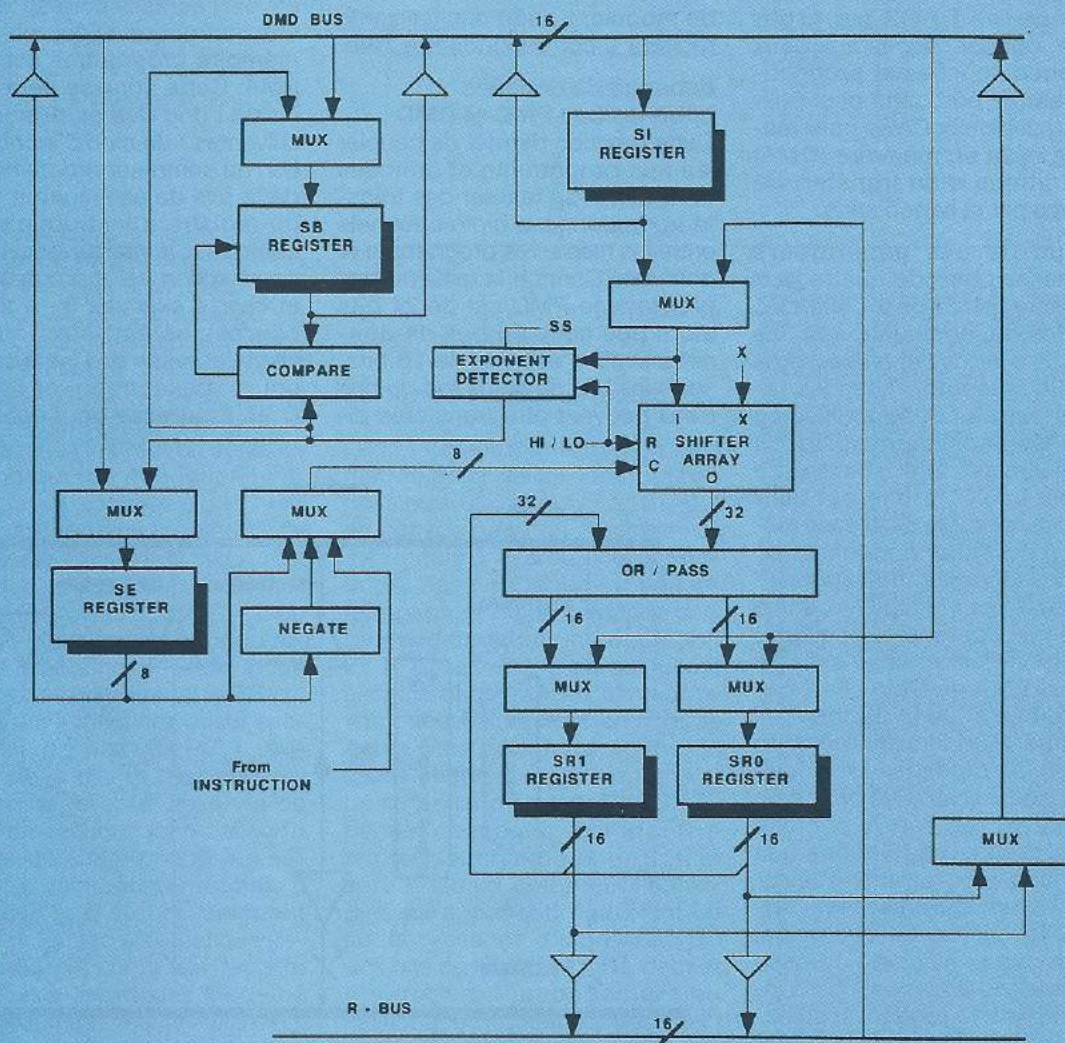 DMD BUS
16
MUX
SI
REGISTER
SB
REGISTER
MUX
SS
X
COMPARE
EXPONENT
DETECTOR
I
X
HI / LO
R
SHIFTER
ARRAY
8
C
O
MUX
MUX
32
32
OR / PASS
SE
REGISTER
NEGATE
16
16
8
MUX
MUX
From
INSTRUCTION
SR1
REGISTER
SR0
REGISTER
16
16
MUX
R - BUS
16